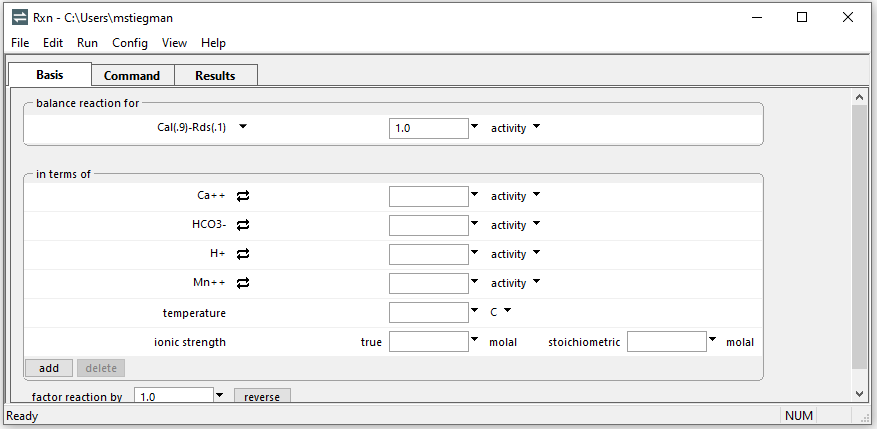 Rxn - C:\Users\mstiegman
File Edit Run Config View Help
Basis Command Results
balance reaction for
Cal(.9)-Rds(.1) 1.0 activity
in terms of
Ca++ activity
HCO3- activity
H+ activity
Mn++ activity
temperature C
ionic strength true molal stoichiometric molal
add delete
factor reaction by 1.0 reverse
Ready NUM